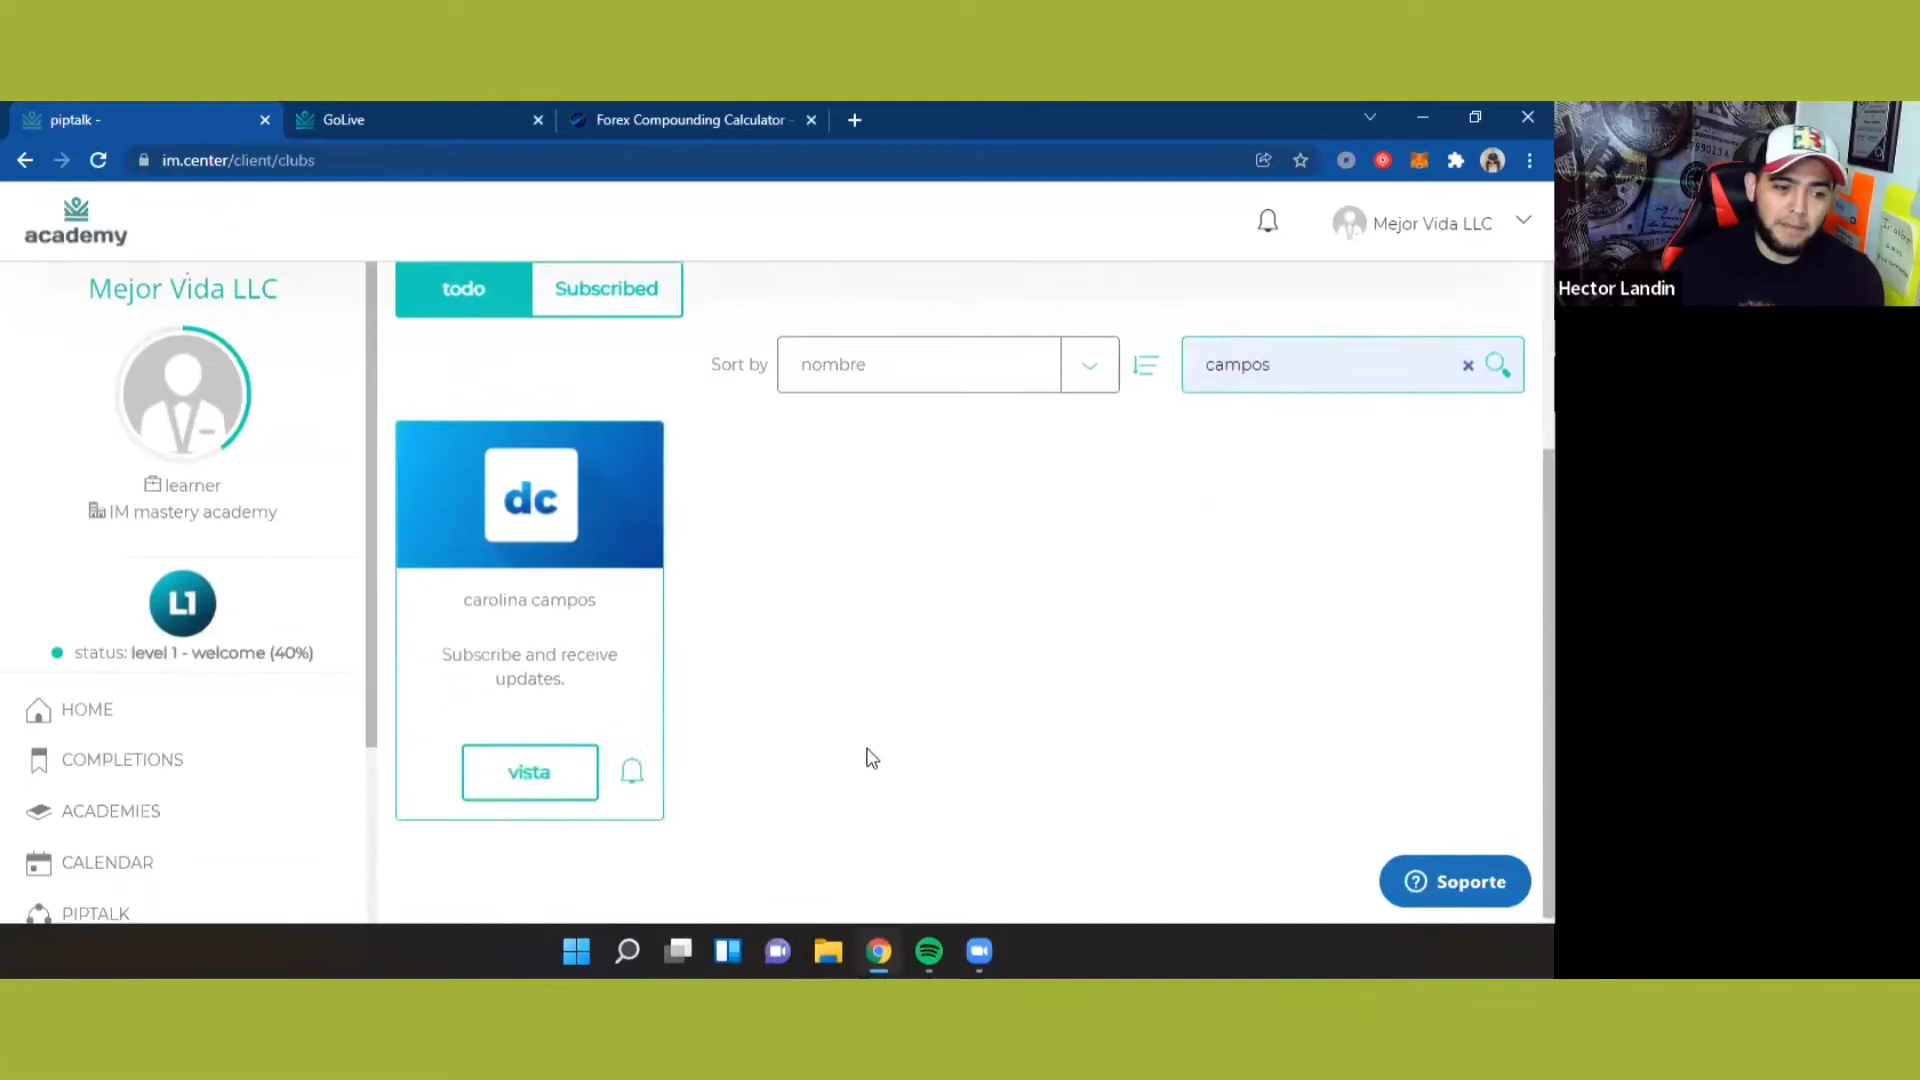 piptalk -
GoLive
Forex Compounding Calculator -
im.center/client/clubs
academy
Mejor Vida LLC
Mejor Vida LLC
todo
Subscribed
Sort by
nombre
campos
learner
IM mastery academy
L1
status: level 1 - welcome (40%)
HOME
COMPLETIONS
ACADEMIES
CALENDAR
PIPTALK
dc
carolina campos
Subscribe and receive
updates.
vista
Soporte
Hector Landin